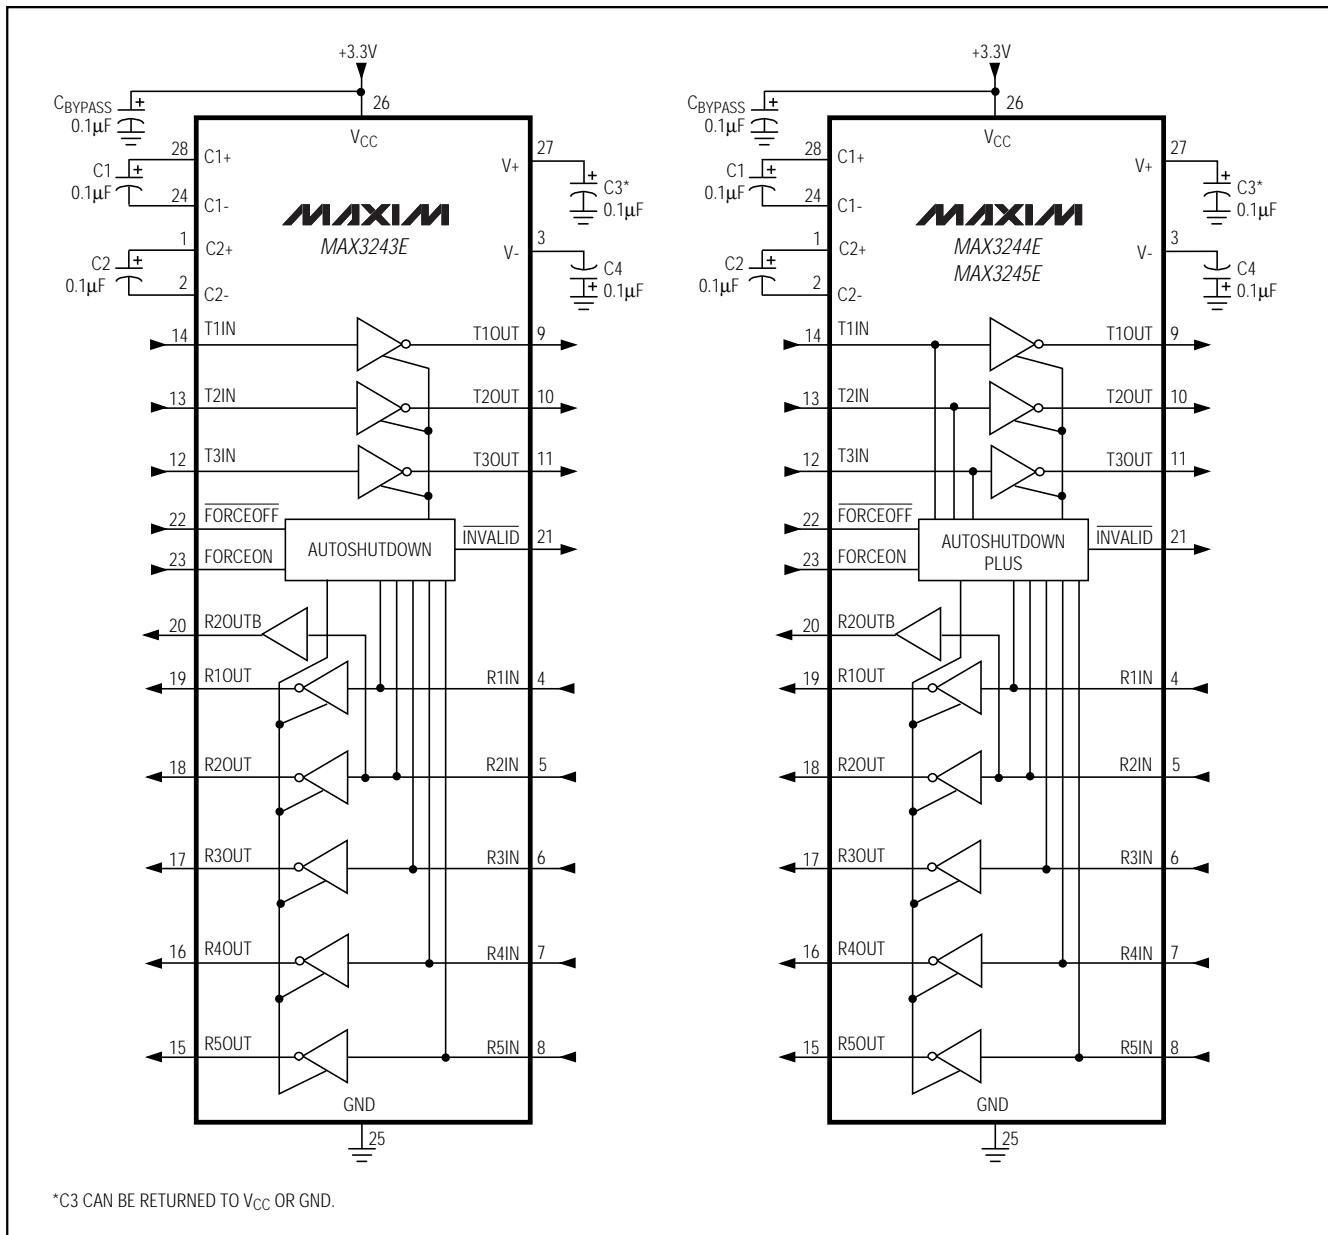 +3.3V
26
CBYPASS
0.1µF
VCC
28
C1+
C1
0.1µF
24
C1-
27
V+
C3*
0.1µF
MAXIM
MAX3243E
1
C2+
C2
0.1µF
2
C2-
3
V-
C4
0.1µF
14
T1IN
T1OUT
9
13
T2IN
T2OUT
10
12
T3IN
T3OUT
11
22
FORCEOFF
23
FORCEON
AUTOSHUTDOWN
INVALID
21
20
R2OUTB
19
R1OUT
R1IN
4
18
R2OUT
R2IN
5
17
R3OUT
R3IN
6
16
R4OUT
R4IN
7
15
R5OUT
R5IN
8
GND
25
+3.3V
26
CBYPASS
0.1µF
VCC
28
C1+
C1
0.1µF
24
C1-
27
V+
C3*
0.1µF
MAXIM
MAX3244E
MAX3245E
1
C2+
C2
0.1µF
2
C2-
3
V-
C4
0.1µF
14
T1IN
T1OUT
9
13
T2IN
T2OUT
10
12
T3IN
T3OUT
11
22
FORCEOFF
23
FORCEON
AUTOSHUTDOWN
PLUS
INVALID
21
20
R2OUTB
19
R1OUT
R1IN
4
18
R2OUT
R2IN
5
17
R3OUT
R3IN
6
16
R4OUT
R4IN
7
15
R5OUT
R5IN
8
GND
25
*C3 CAN BE RETURNED TO VCC OR GND.